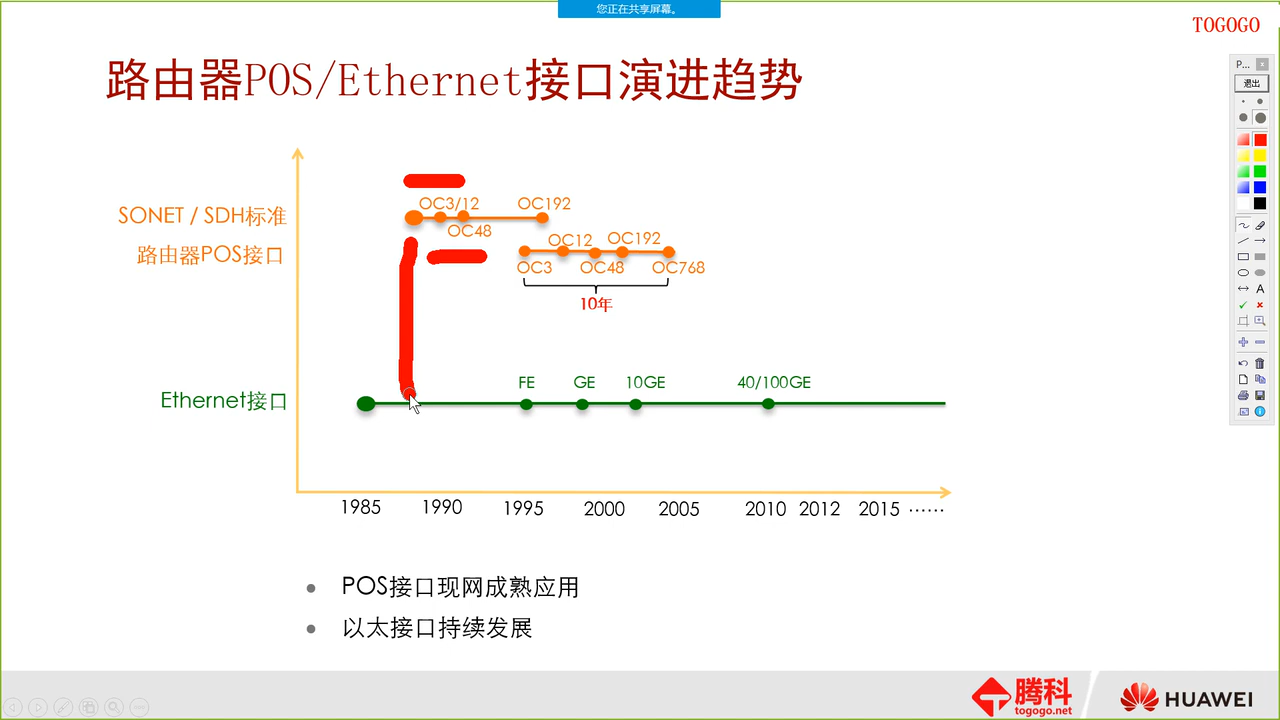 您正在共享屏幕。
TOGOGO
路由器POS/Ethernet接口演进趋势
P...
退出
SONET / SDH标准
OC3/12
OC192
OC48
路由器POS接口
OC12
OC192
OC3
OC48
OC768
10年
Ethernet接口
FE
GE
10GE
40/100GE
1985
1990
1995
2000
2005
2010
2012
2015
……
POS接口现网成熟应用
以太接口持续发展
腾科
togogo.net
HUAWEI